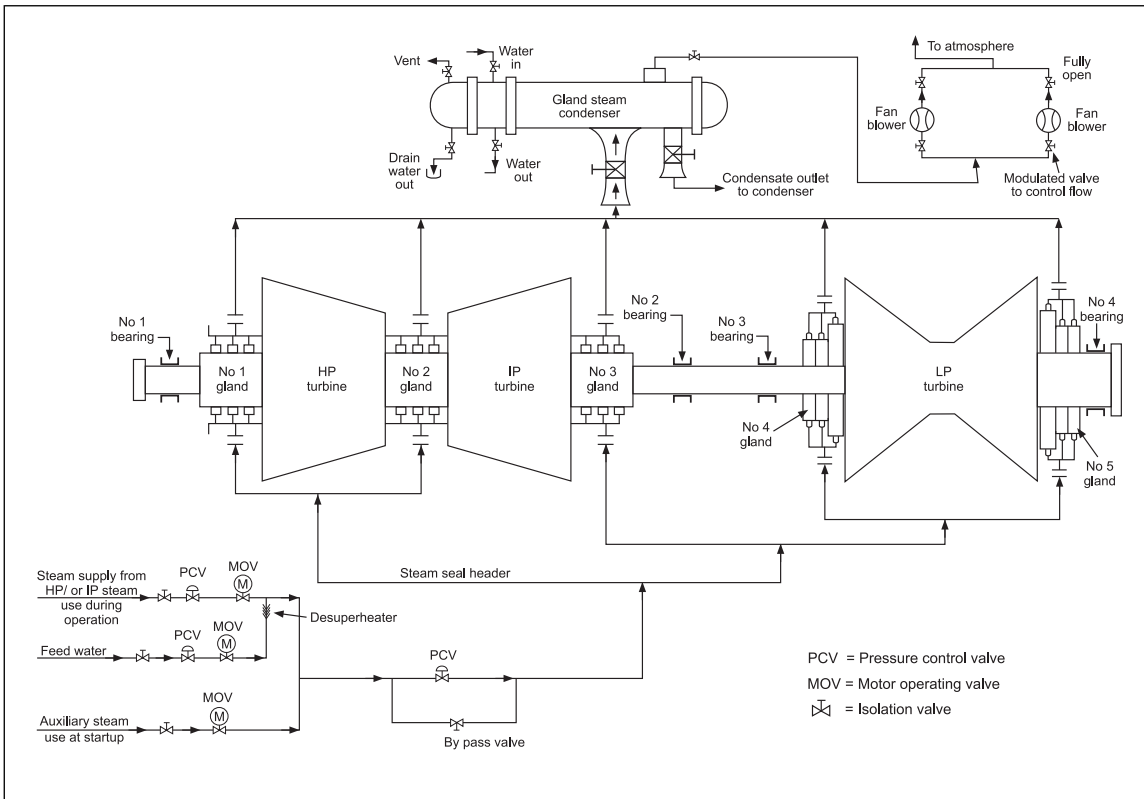 To atmosphere
Fully
open
Vent
Water
in
Gland steam
condenser
Fan
blower
Fan
blower
Drain
water
out
Water
out
Condensate outlet
to condenser
Modulated valve
to control flow
No 1
bearing
No 2
bearing
No 3
bearing
No 4
bearing
No 1
gland
HP
turbine
No 2
gland
IP
turbine
No 3
gland
LP
turbine
No 4
gland
No 5
gland
Steam seal header
Steam supply from
HP/ or IP steam
use during
operation
PCV
MOV
M
Desuperheater
Feed water
PCV
MOV
M
Auxiliary steam
use at startup
MOV
M
PCV
By pass valve
PCV = Pressure control valve
MOV = Motor operating valve
= Isolation valve